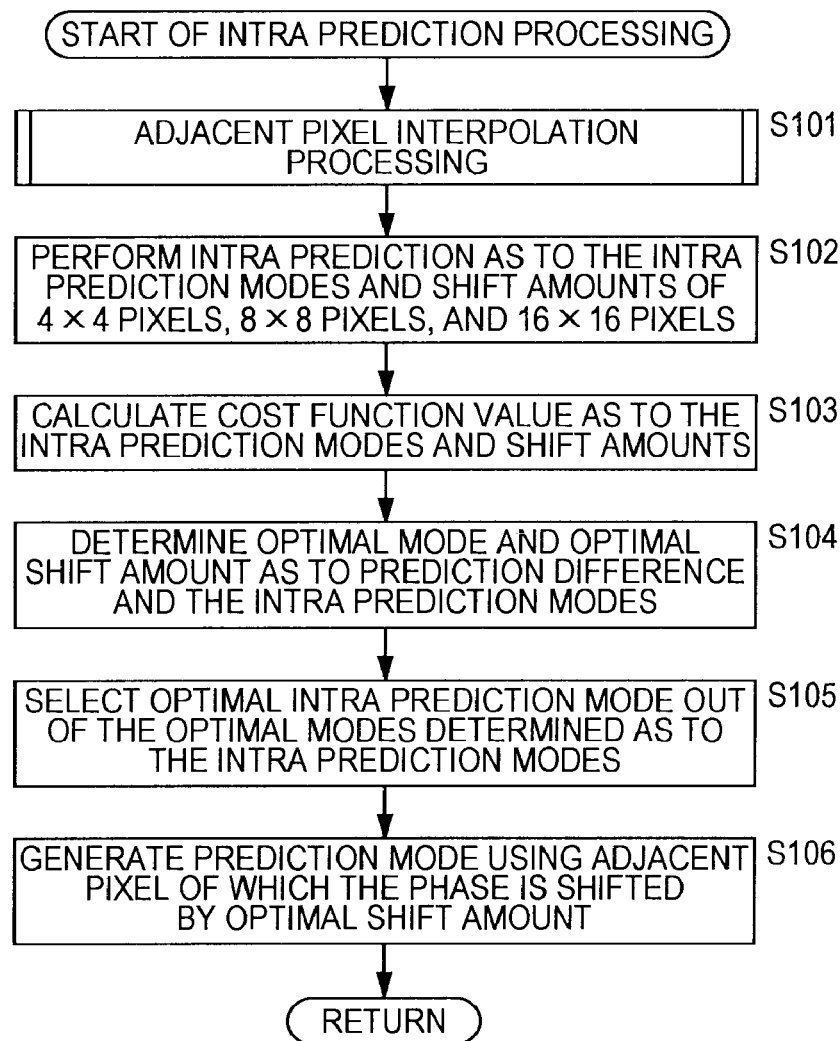 START OF INTRA PREDICTION PROCESSING
S101
ADJACENT PIXEL INTERPOLATION
PROCESSING
S102
PERFORM INTRA PREDICTION AS TO THE INTRA
PREDICTION MODES AND SHIFT AMOUNTS OF
4 × 4 PIXELS, 8 × 8 PIXELS, AND 16 × 16 PIXELS
S103
CALCULATE COST FUNCTION VALUE AS TO THE
INTRA PREDICTION MODES AND SHIFT AMOUNTS
S104
DETERMINE OPTIMAL MODE AND OPTIMAL
SHIFT AMOUNT AS TO PREDICTION DIFFERENCE
AND THE INTRA PREDICTION MODES
S105
SELECT OPTIMAL INTRA PREDICTION MODE OUT
OF THE OPTIMAL MODES DETERMINED AS TO
THE INTRA PREDICTION MODES
S106
GENERATE PREDICTION MODE USING ADJACENT
PIXEL OF WHICH THE PHASE IS SHIFTED
BY OPTIMAL SHIFT AMOUNT
RETURN